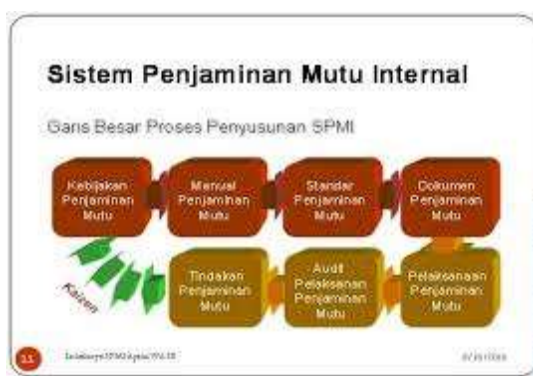 Sistem Penjaminan Mutu Internal
Garis Besar Proses Penyusunan SPMI
Kebijakan
Penjaminan
Mutu
Manual
Penjaminan
Mutu
Standar
Penjaminan
Mutu
Dokumen
Penjaminan
Mutu
Tindakan
Penjaminan
Mutu
Audit
Pelaksanaan
Penjaminan
Mutu
Pelaksanaan
Penjaminan
Mutu
Kaizen
11
SPMI